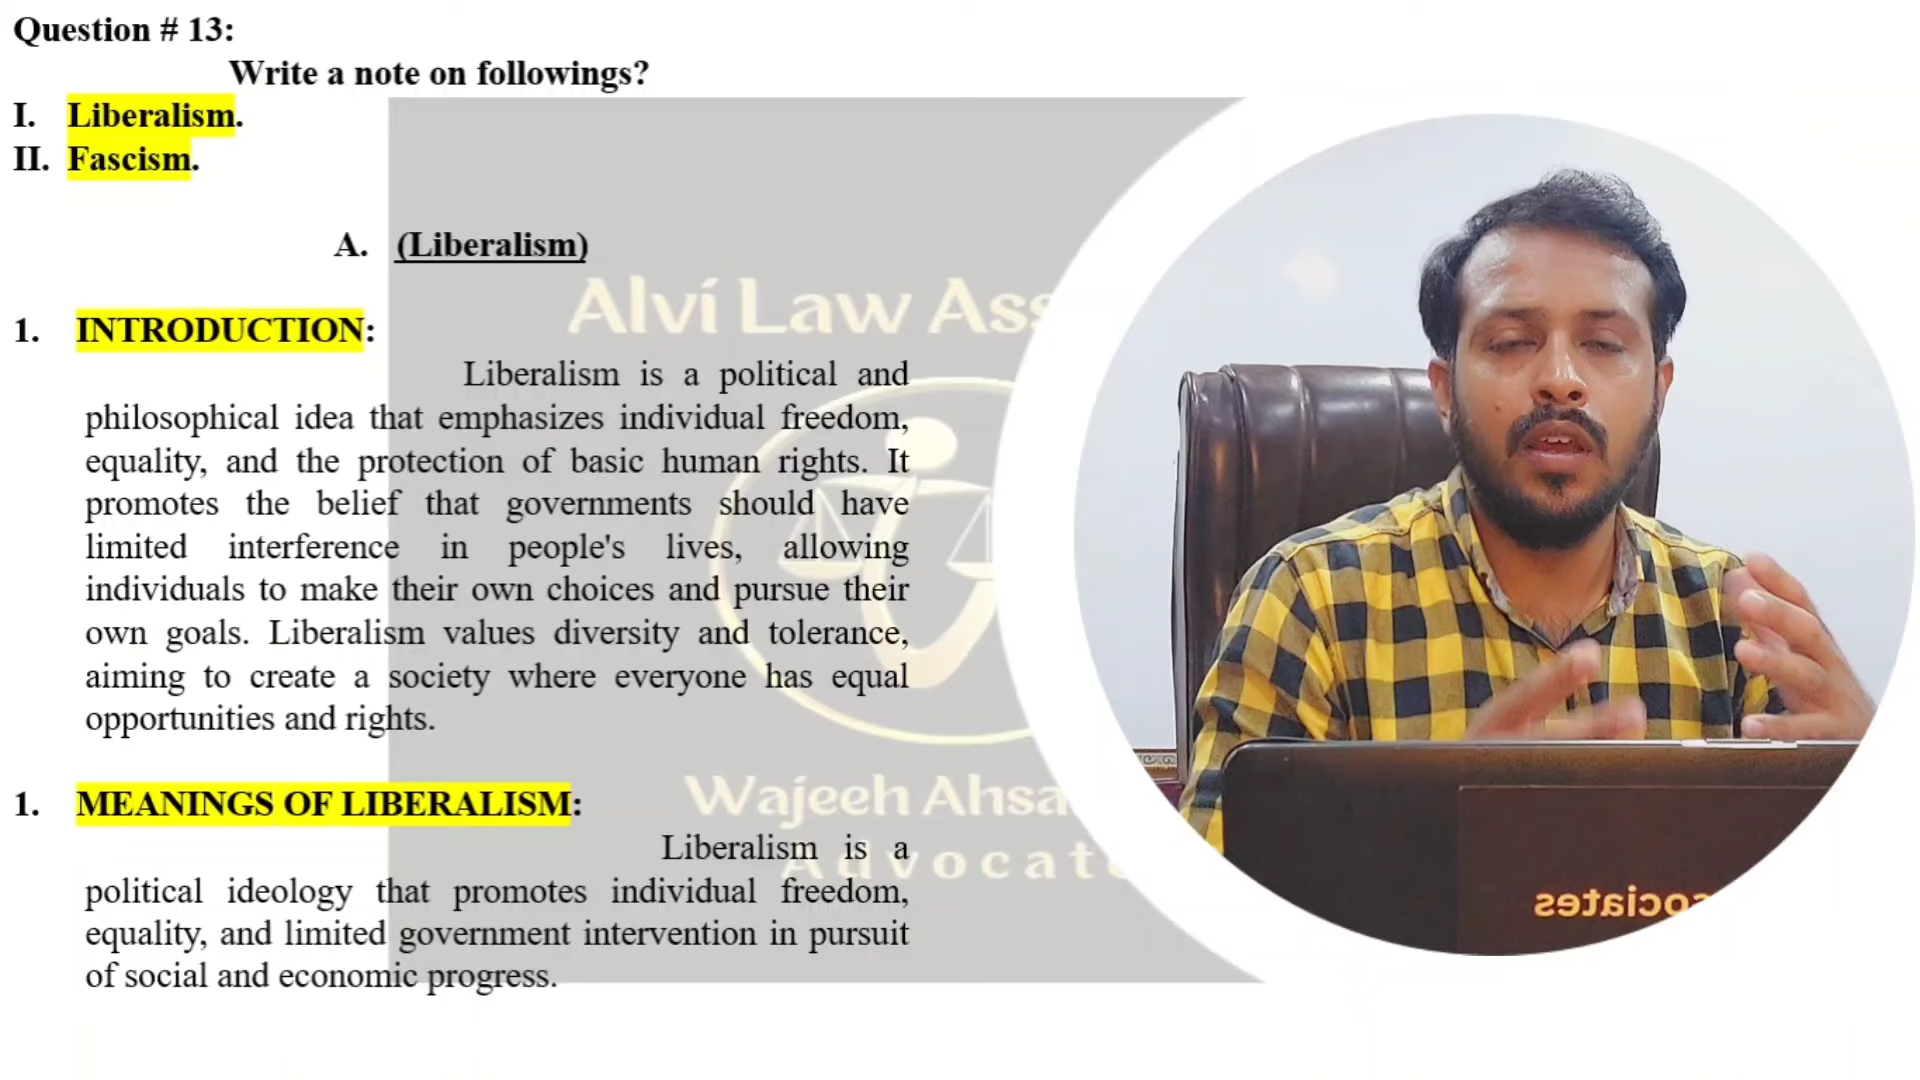 Question # 13:
Write a note on followings?
I. Liberalism.
II. Fascism.
A. (Liberalism)
1. INTRODUCTION:
Liberalism is a political and
philosophical idea that emphasizes individual freedom,
equality, and the protection of basic human rights. It
promotes the belief that governments should have
limited interference in people's lives, allowing
individuals to make their own choices and pursue their
own goals. Liberalism values diversity and tolerance,
aiming to create a society where everyone has equal
opportunities and rights.
1. MEANINGS OF LIBERALISM:
Liberalism is a
political ideology that promotes individual freedom,
equality, and limited government intervention in pursuit
of social and economic progress.
Alvi Law Ass
Wajeeh Ahsa
Advocat
sociates